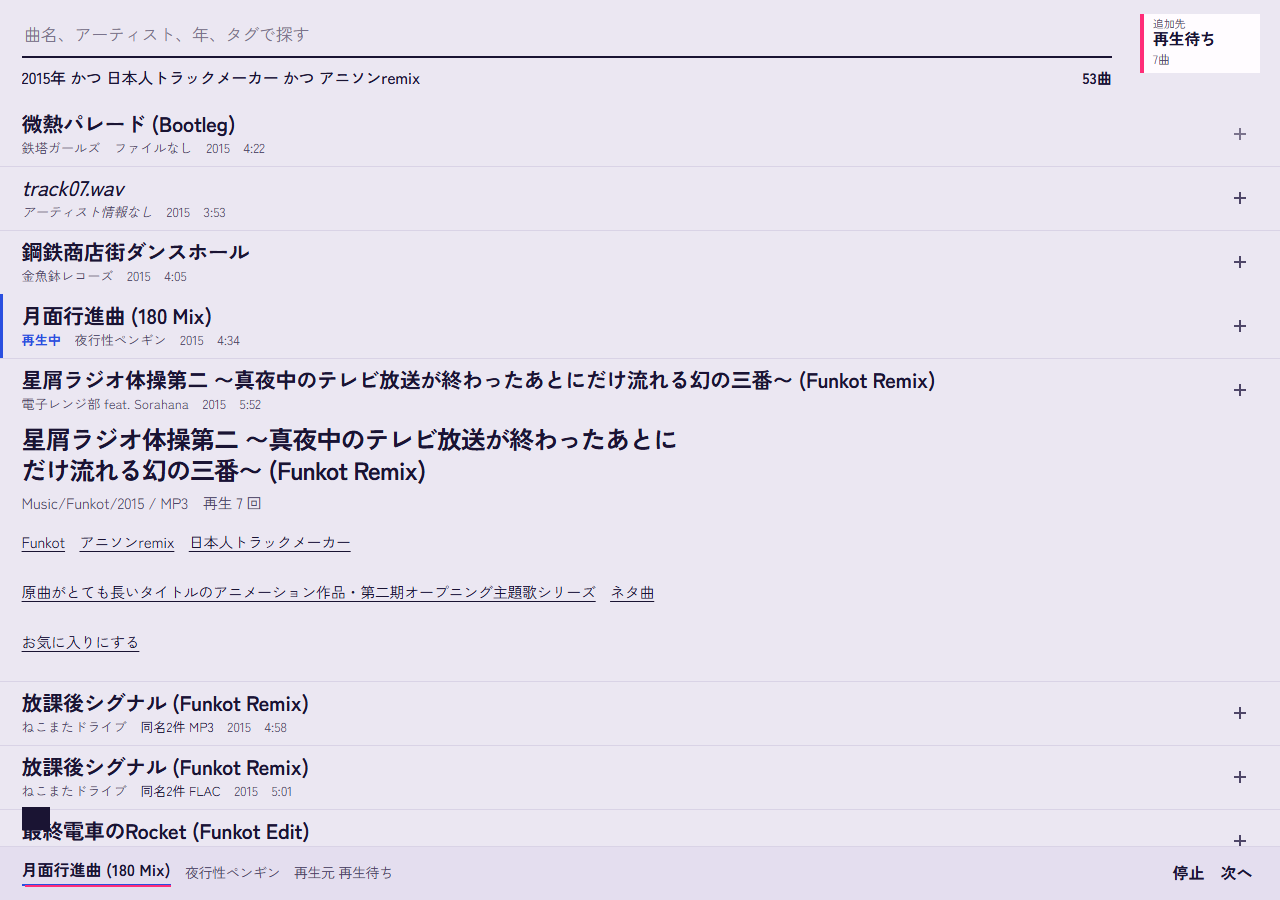 曲名、アーティスト、年、タグで探す
追加先
再生待ち
7曲
2015年 かつ 日本人トラックメーカー かつ アニソンremix 53曲
微熱パレード (Bootleg)
鉄塔ガールズ ファイルなし 2015 4:22
track07.wav
アーティスト情報なし 2015 3:53
鋼鉄商店街ダンスホール
金魚鉢レコーズ 2015 4:05
月面行進曲 (180 Mix)
再生中 夜行性ペンギン 2015 4:34
星屑ラジオ体操第二 〜真夜中のテレビ放送が終わったあとにだけ流れる幻の三番〜 (Funkot Remix)
電子レンジ部 feat. Sorahana 2015 5:52
星屑ラジオ体操第二 〜真夜中のテレビ放送が終わったあとに
だけ流れる幻の三番〜 (Funkot Remix)
Music/Funkot/2015 / MP3 再生 7 回
Funkot アニソンremix 日本人トラックメーカー
原曲がとても長いタイトルのアニメーション作品・第二期オープニング主題歌シリーズ ネタ曲
お気に入りにする
放課後シグナル (Funkot Remix)
ねこまたドライブ 同名2件 MP3 2015 4:58
放課後シグナル (Funkot Remix)
ねこまたドライブ 同名2件 FLAC 2015 5:01
最終電車のRocket (Funkot Edit)
月面行進曲 (180 Mix) 夜行性ペンギン 再生元 再生待ち 停止 次へ